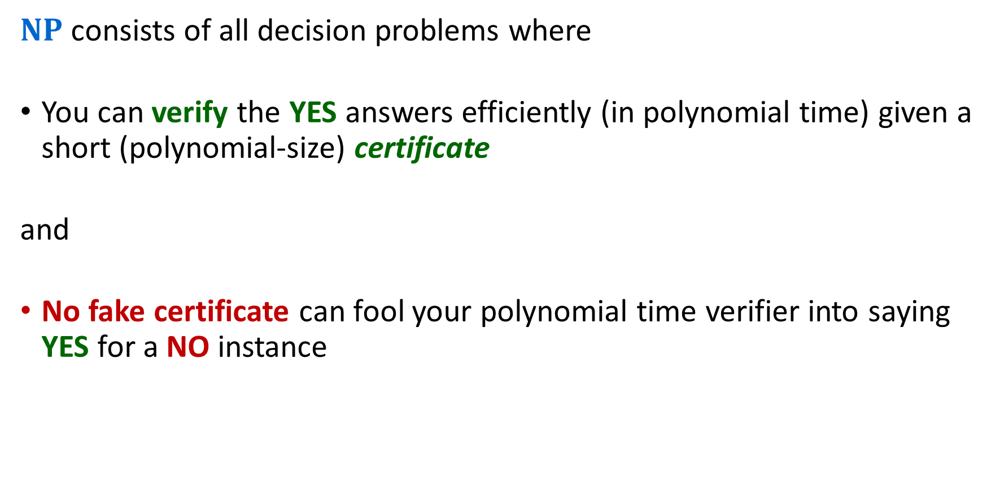 NP consists of all decision problems where
• You can verify the YES answers efficiently (in polynomial time) given a
short (polynomial-size) certificate
and
• No fake certificate can fool your polynomial time verifier into saying
YES for a NO instance